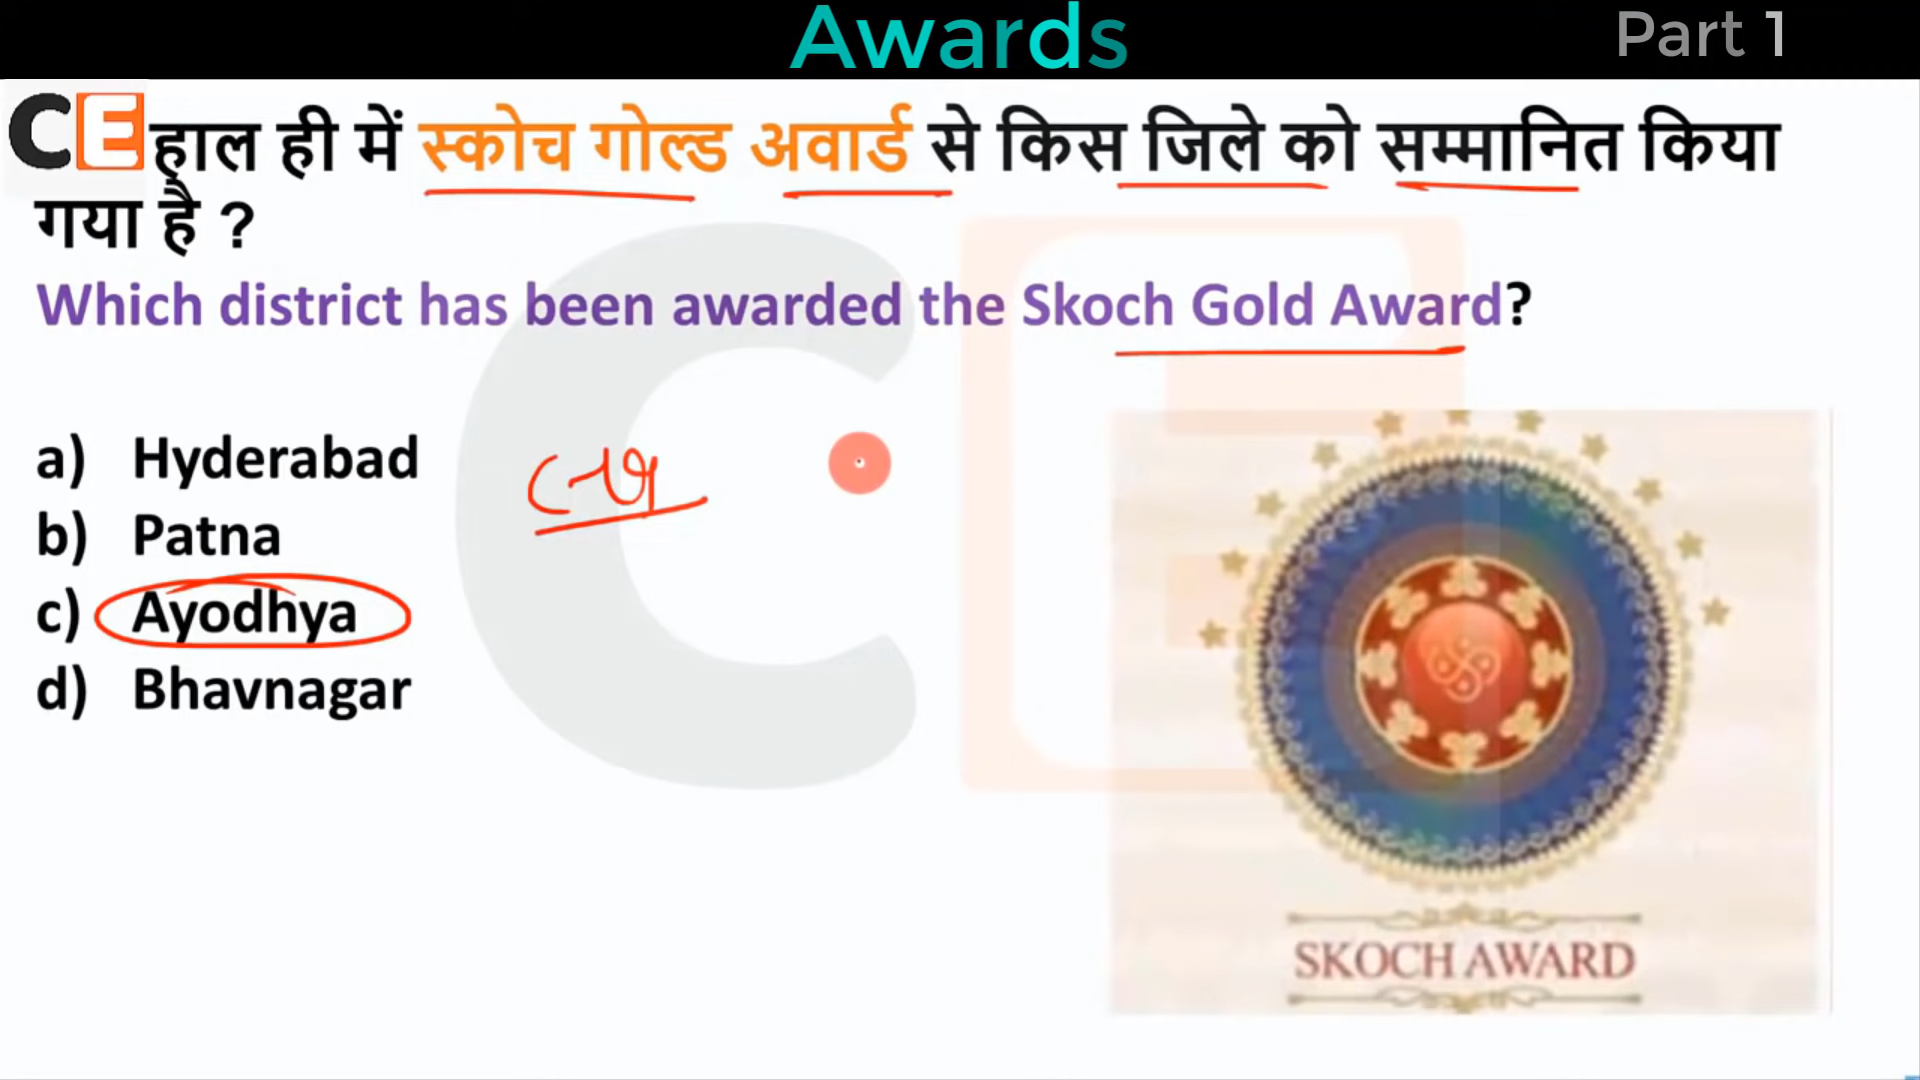 Awards
Part 1
CE
हाल ही में स्कोच गोल्ड अवार्ड से किस जिले को सम्मानित किया
गया है ?
Which district has been awarded the Skoch Gold Award?
a) Hyderabad
b) Patna
c) Ayodhya
d) Bhavnagar
SKOCH AWARD